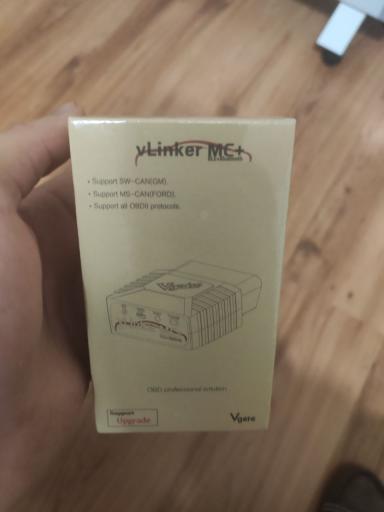 vLinker MC+
• Support SW-CAN(GM).
• Support MS-CAN(FORD).
• Support all OBDII protocols.
OBD professional solution
Support
Upgrade
Vgate